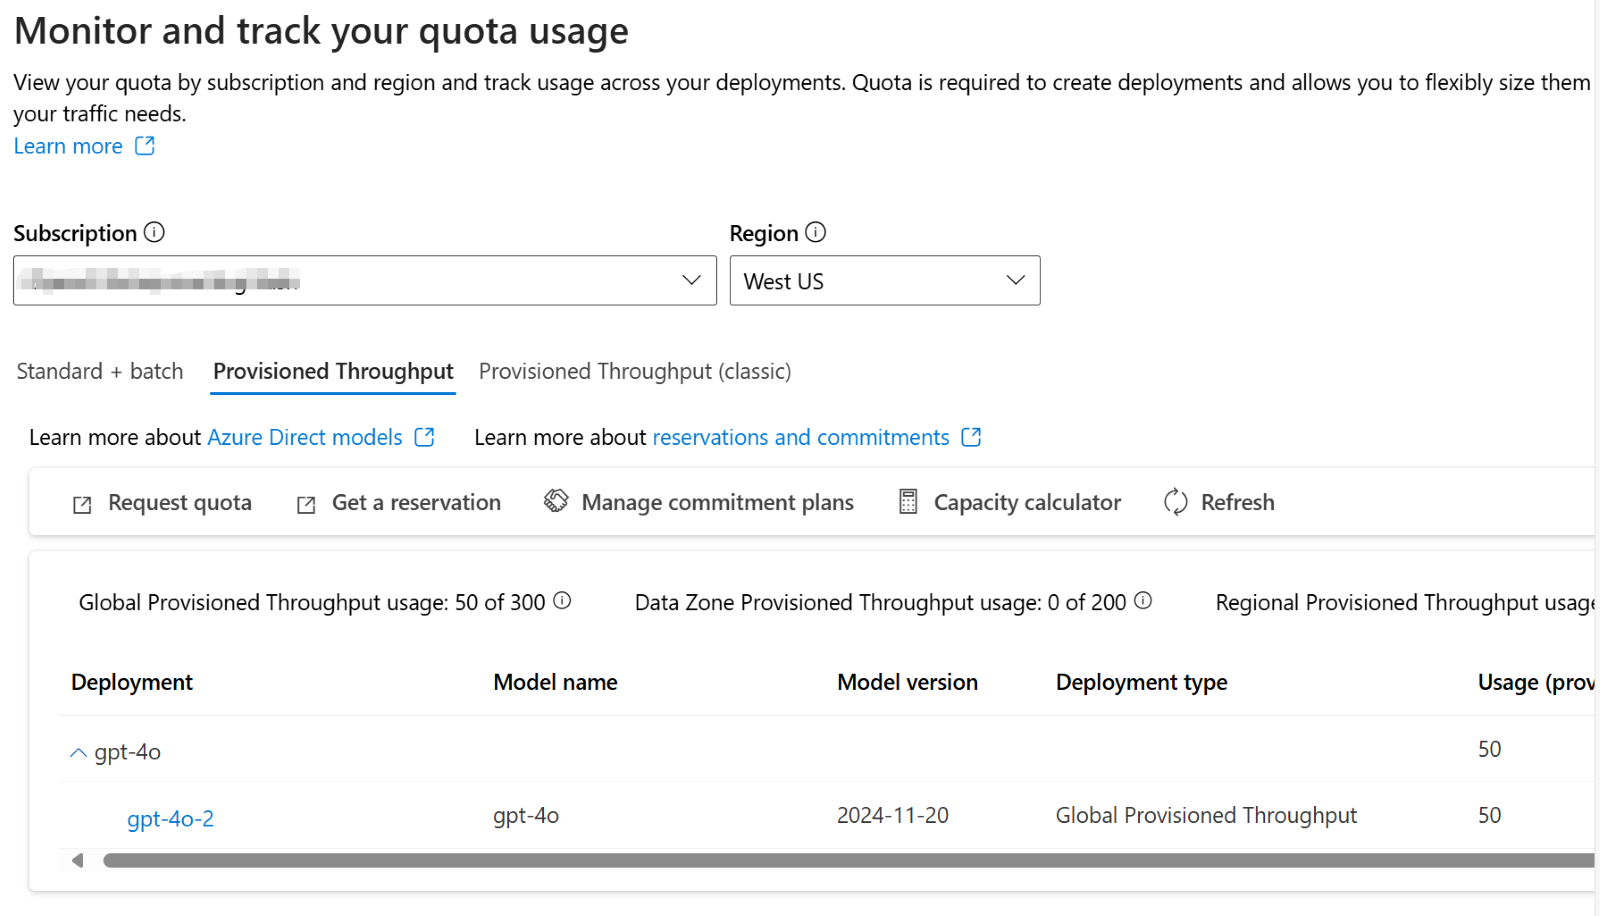 Monitor and track your quota usage
View your quota by subscription and region and track usage across your deployments. Quota is required to create deployments and allows you to flexibly size them
your traffic needs.
Learn more
Subscription
Region
West US
Standard + batch
Provisioned Throughput
Provisioned Throughput (classic)
Learn more about Azure Direct models
Learn more about reservations and commitments
Request quota
Get a reservation
Manage commitment plans
Capacity calculator
Refresh
Global Provisioned Throughput usage: 50 of 300
Data Zone Provisioned Throughput usage: 0 of 200
Regional Provisioned Throughput usage
Deployment
Model name
Model version
Deployment type
Usage (prov
gpt-4o
50
gpt-4o-2
gpt-4o
2024-11-20
Global Provisioned Throughput
50